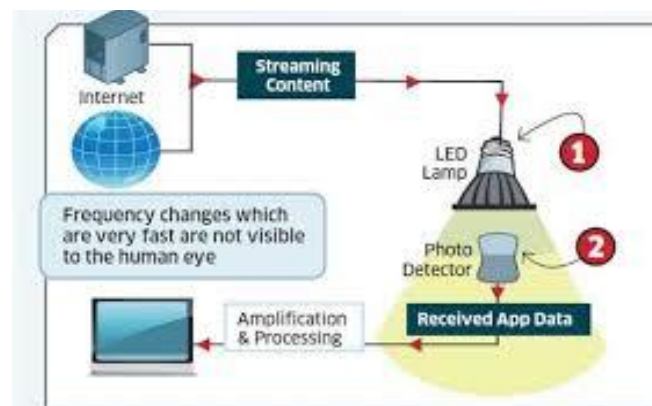 Internet
Streaming
Content
LED
Lamp
1
Frequency changes which
are very fast are not visible
to the human eye
Photo
Detector
2
Received App Data
Amplification
& Processing